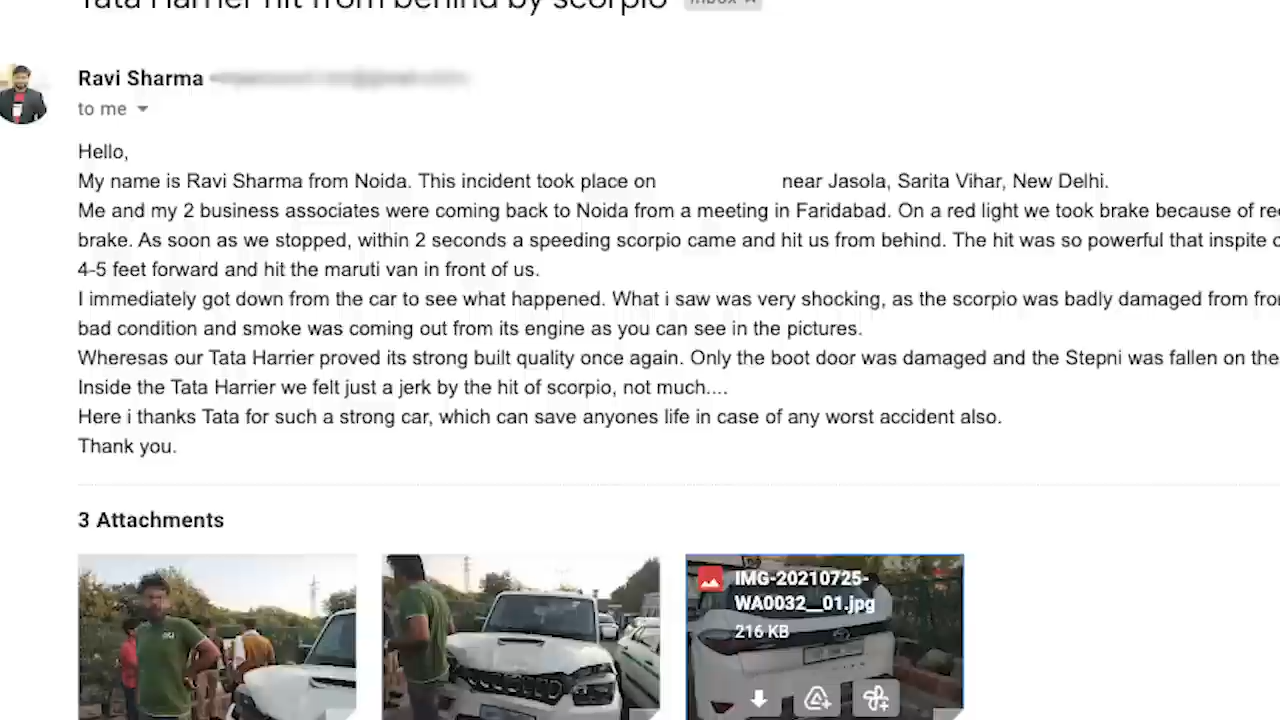 Tata Harrier hit from behind by scorpio Inbox
Ravi Sharma
to me
Hello,
My name is Ravi Sharma from Noida. This incident took place on near Jasola, Sarita Vihar, New Delhi.
Me and my 2 business associates were coming back to Noida from a meeting in Faridabad. On a red light we took brake because of
brake. As soon as we stopped, within 2 seconds a speeding scorpio came and hit us from behind. The hit was so powerful that inspite
4-5 feet forward and hit the maruti van in front of us.
I immediately got down from the car to see what happened. What i saw was very shocking, as the scorpio was badly damaged from
bad condition and smoke was coming out from its engine as you can see in the pictures.
Wheresas our Tata Harrier proved its strong built quality once again. Only the boot door was damaged and the Stepni was fallen on the
Inside the Tata Harrier we felt just a jerk by the hit of scorpio, not much....
Here i thanks Tata for such a strong car, which can save anyones life in case of any worst accident also.
Thank you.
3 Attachments
IMG-20210725-
WA0032__01.jpg
216 KB